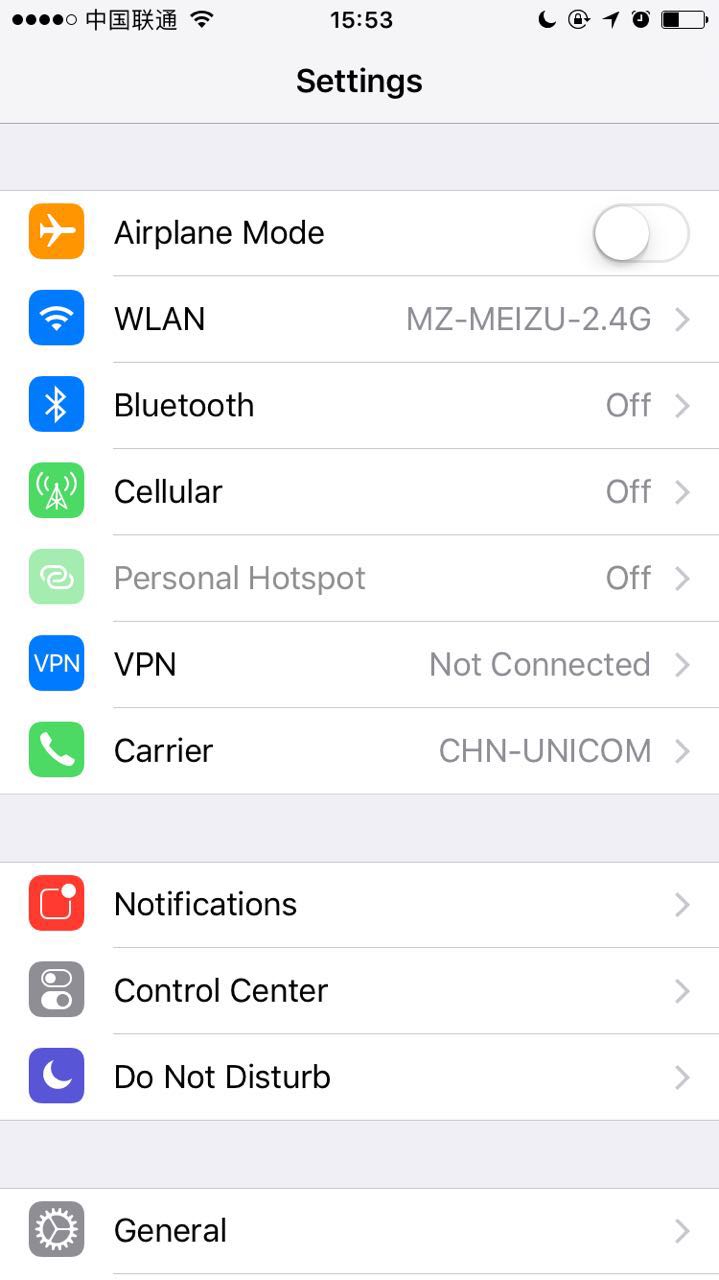 中国联通 15:53
Settings
Airplane Mode
WLAN MZ-MEIZU-2.4G
Bluetooth Off
Cellular Off
Personal Hotspot Off
VPN VPN Not Connected
Carrier CHN-UNICOM
Notifications
Control Center
Do Not Disturb
General